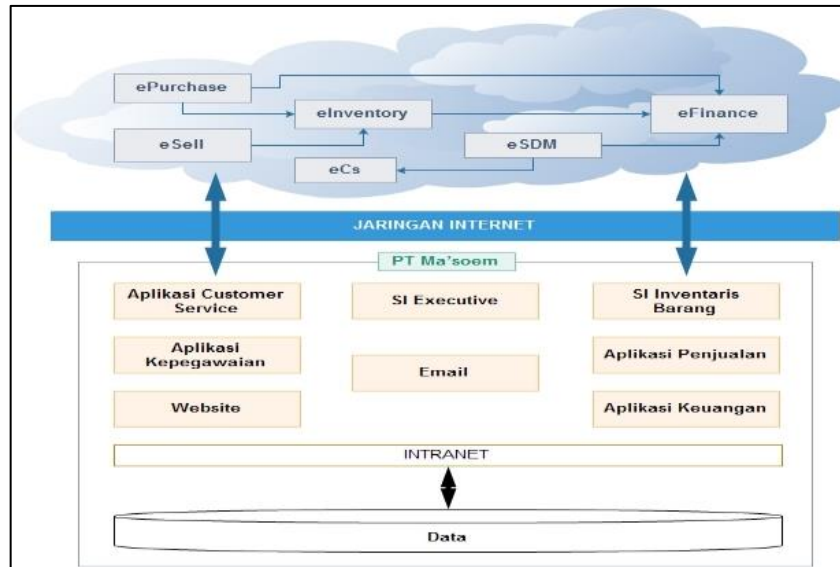 ePurchase
eInventory
eFinance
eSell
eSDM
eCs
JARINGAN INTERNET
PT Ma'soem
Aplikasi Customer
Service
SI Executive
SI Inventaris
Barang
Aplikasi
Kepegawaian
Email
Aplikasi Penjualan
Website
Aplikasi Keuangan
INTRANET
Data